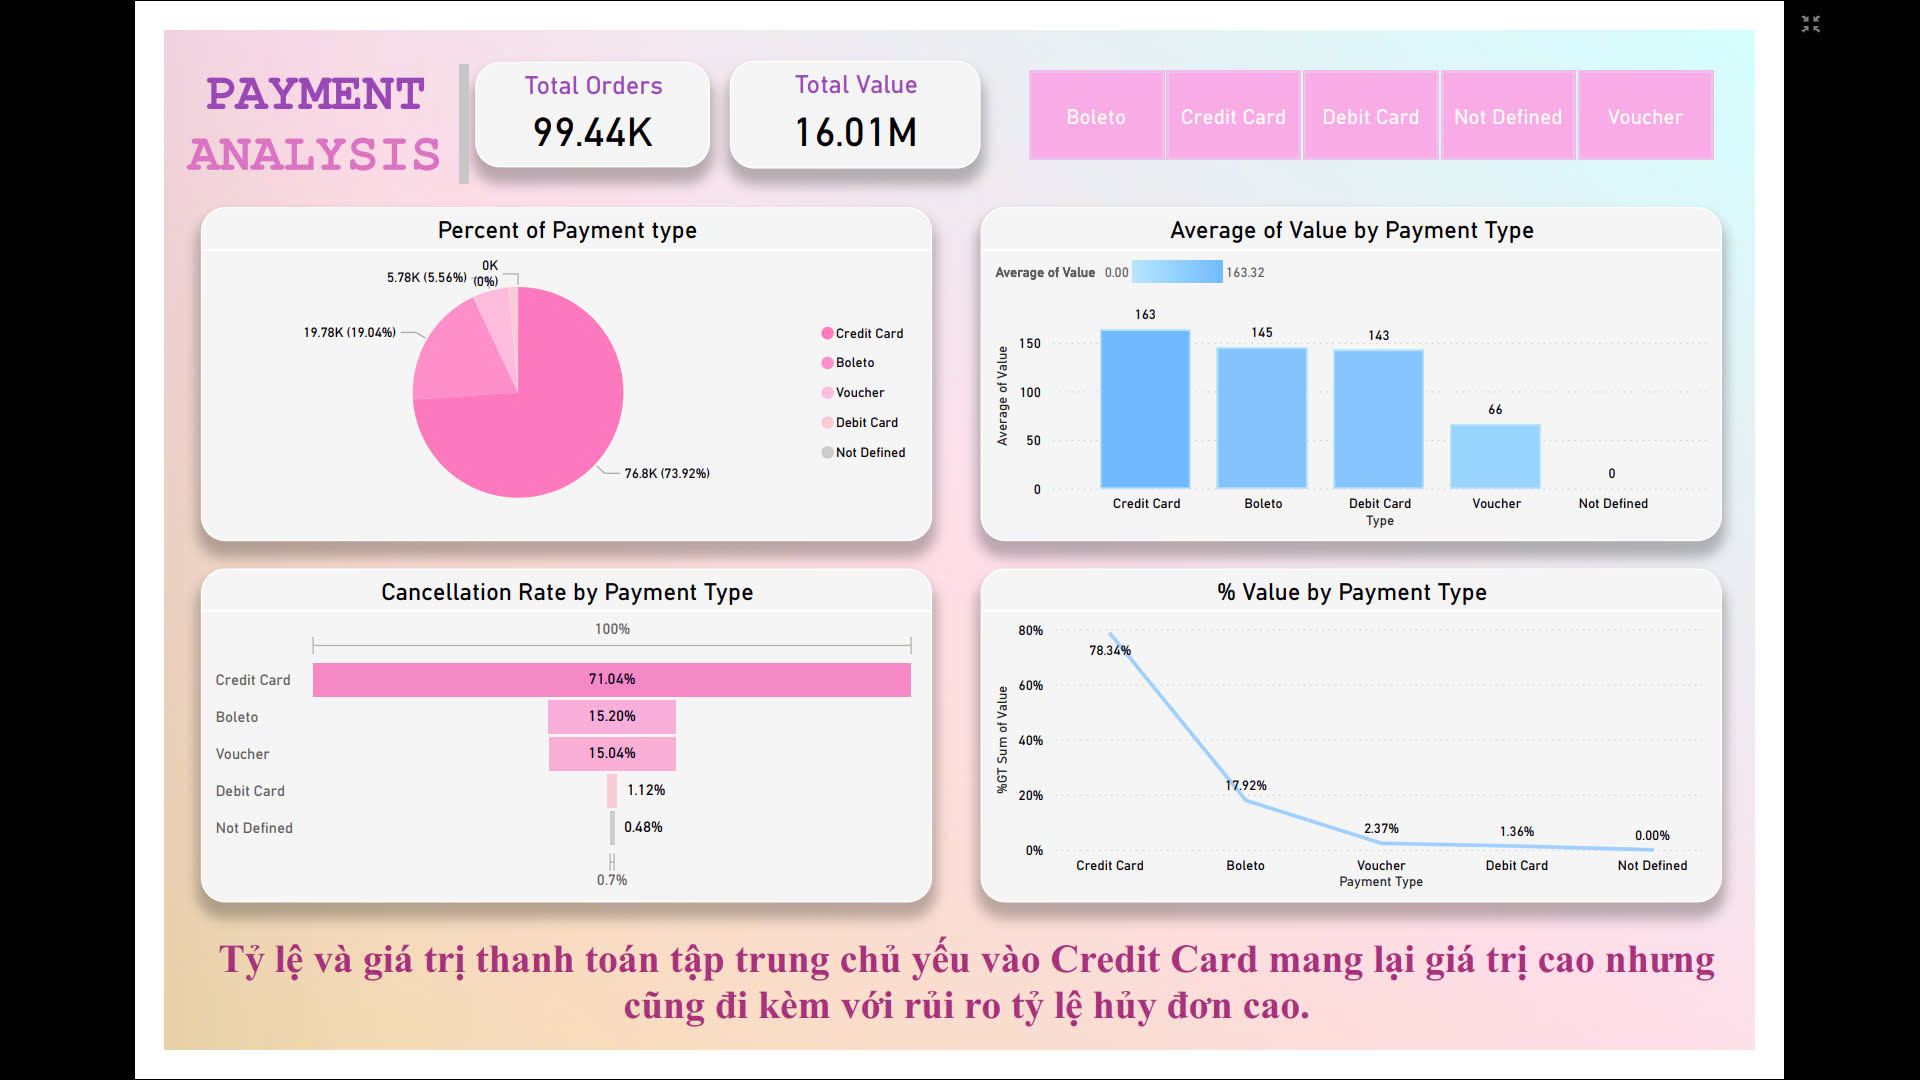 PAYMENT
ANALYSIS
Total Orders
99.44K
Total Value
16.01M
Boleto
Credit Card
Debit Card
Not Defined
Voucher
Percent of Payment type
0K
(0%)
5.78K (5.56%)
19.78K (19.04%)
76.8K (73.92%)
Credit Card
Boleto
Voucher
Debit Card
Not Defined
Average of Value by Payment Type
Average of Value 0.00 163.32
Average of Value
150
100
50
0
163
145
143
66
0
Credit Card
Boleto
Debit Card
Voucher
Not Defined
Type
Cancellation Rate by Payment Type
100%
Credit Card 71.04%
Boleto 15.20%
Voucher 15.04%
Debit Card 1.12%
Not Defined 0.48%
0.7%
% Value by Payment Type
%GT Sum of Value
80%
60%
40%
20%
0%
78.34%
17.92%
2.37%
1.36%
0.00%
Credit Card
Boleto
Voucher
Debit Card
Not Defined
Payment Type
Tỷ lệ và giá trị thanh toán tập trung chủ yếu vào Credit Card mang lại giá trị cao nhưng
cũng đi kèm với rủi ro tỷ lệ hủy đơn cao.